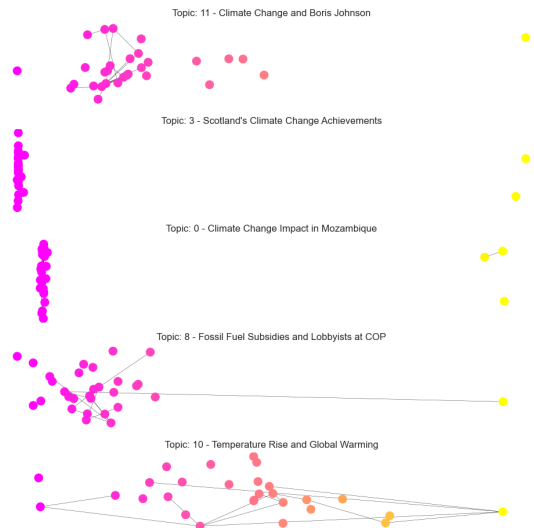 Topic: 11 - Climate Change and Boris Johnson
Topic: 3 - Scotland's Climate Change Achievements
Topic: 0 - Climate Change Impact in Mozambique
Topic: 8 - Fossil Fuel Subsidies and Lobbyists at COP
Topic: 10 - Temperature Rise and Global Warming